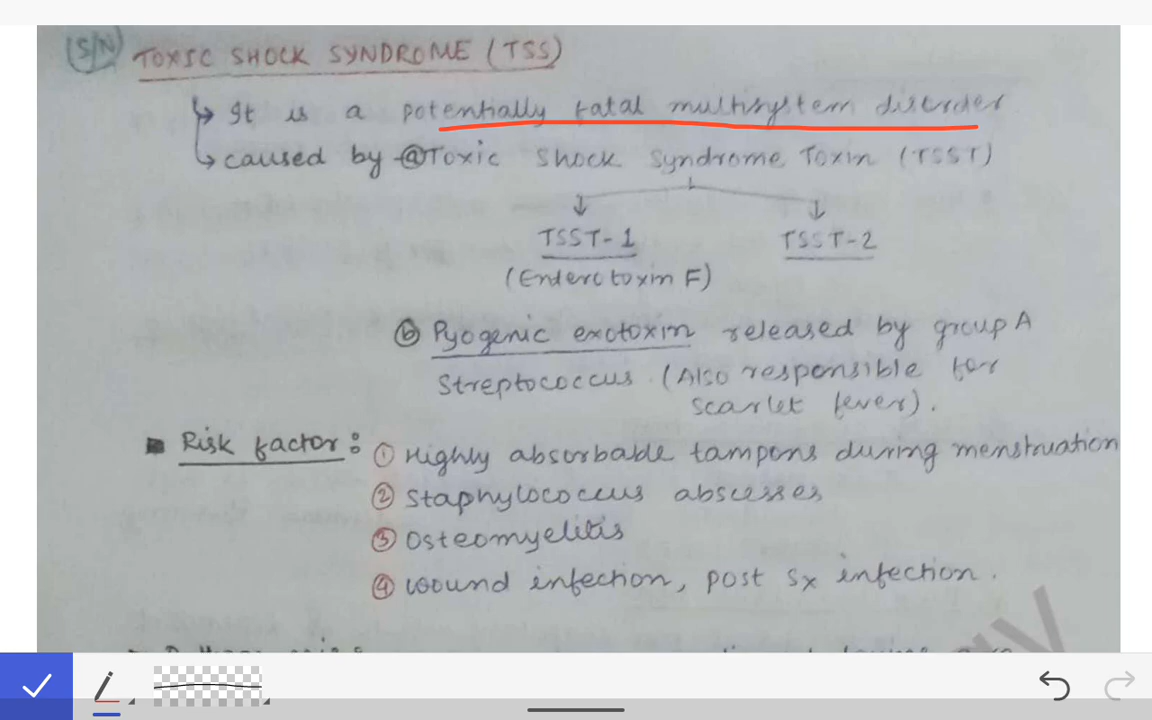 (S/N) TOXIC SHOCK SYNDROME (TSS)
↳ It is a potentially fatal multisystem disorder
↳ caused by ⓐ Toxic Shock Syndrome Toxin (TSST)
TSST-1 TSST-2
(Enterotoxin F)
ⓑ Pyogenic exotoxin released by group A
Streptococcus. (Also responsible for
scarlet fever).
■ Risk factor: ① Highly absorbable tampons during menstruation
② Staphylococcus abscesses
③ Osteomyelitis
④ Wound infection, post Sx infection.